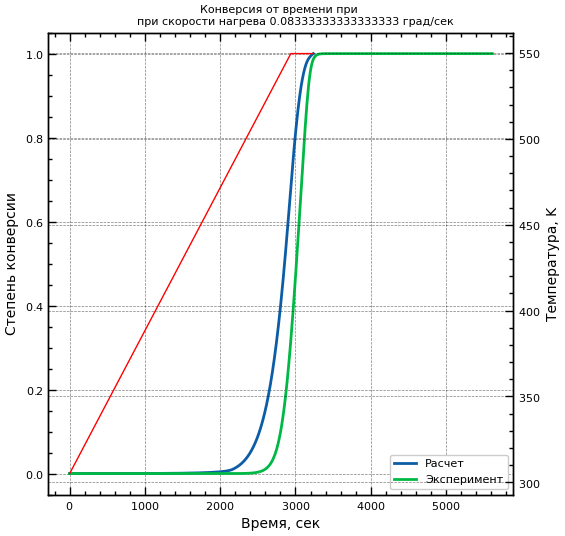 Конверсия от времени при
при скорости нагрева 0.08333333333333333 град/сек
Степень конверсии
1.0
0.8
0.6
0.4
0.2
0.0
550
500
450
400
350
300
Температура, K
Расчет
Эксперимент
0 1000 2000 3000 4000 5000
Время, сек